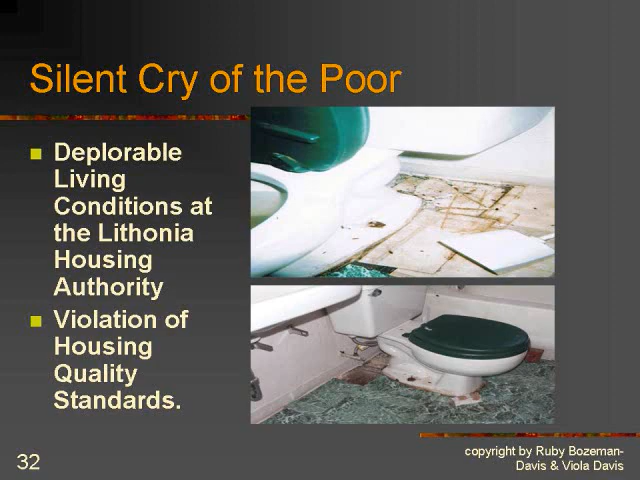 Silent Cry of the Poor
Deplorable
Living
Conditions at
the Lithonia
Housing
Authority
Violation of
Housing
Quality
Standards.
32
copyright by Ruby Bozeman-
Davis & Viola Davis